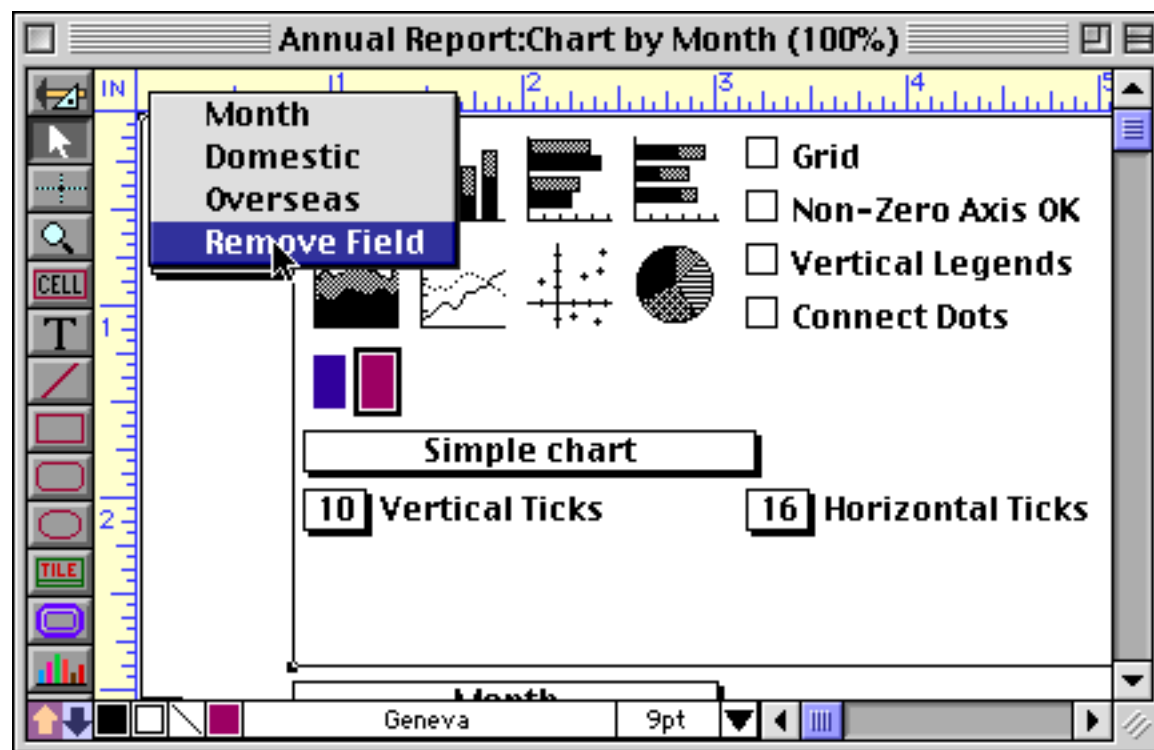 Annual Report:Chart by Month (100%)
IN 1 2 3 4 5
Month
Domestic
Overseas
Remove Field
Grid
Non-Zero Axis OK
Vertical Legends
Connect Dots
CELL
T
1
Simple chart
10 Vertical Ticks
16 Horizontal Ticks
2
TILE
Month
Geneva 9pt